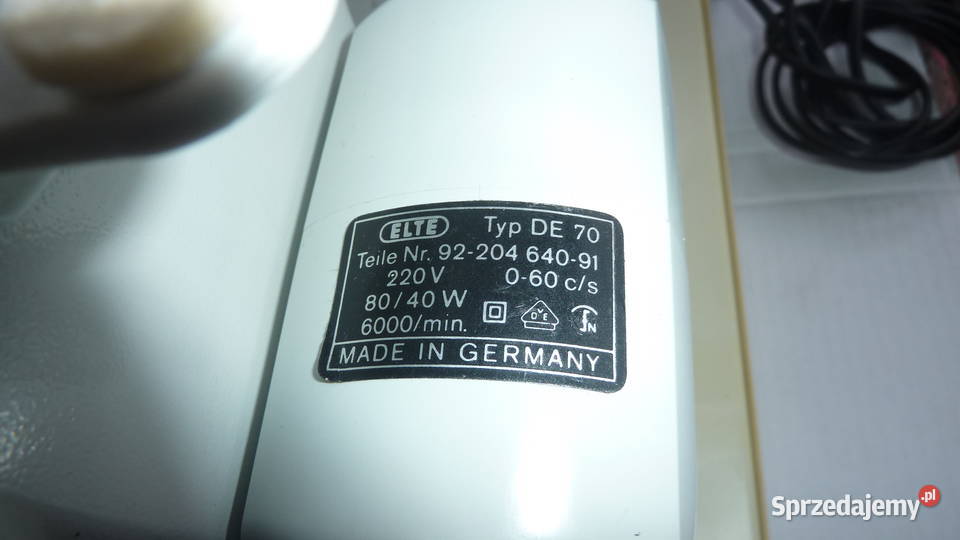 ELTE Typ DE 70
Teile Nr. 92-204 640-91
220V 0-60 c/s
80/40 W
6000/min.
D V E
N
MADE IN GERMANY
Sprzedajemy.pl